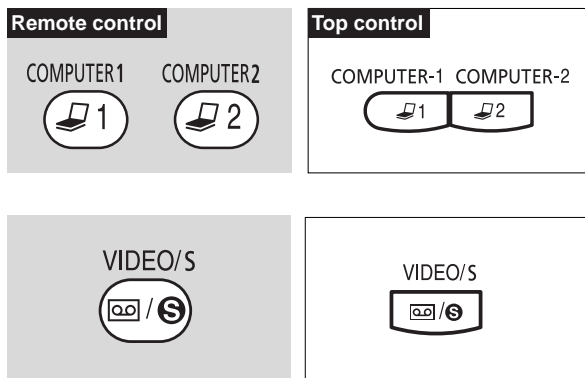 Remote control
COMPUTER1 COMPUTER2
1 2
Top control
COMPUTER-1 COMPUTER-2
1 2
VIDEO/S
/ S
VIDEO/S
/ S